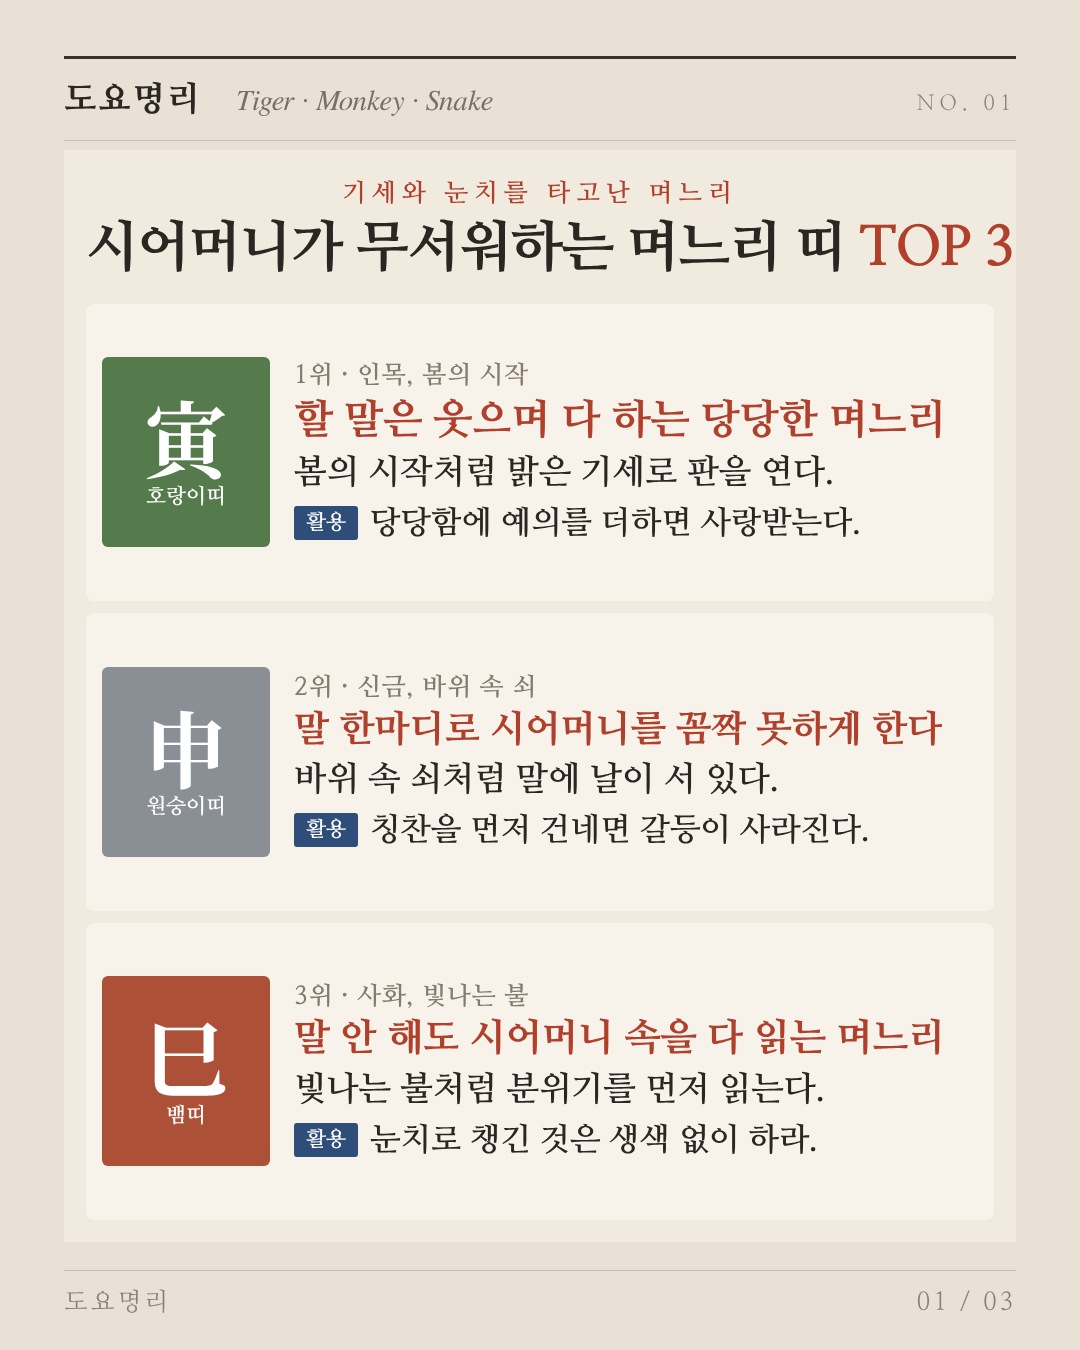 도요명리 Tiger · Monkey · Snake NO. 01
기세와 눈치를 타고난 며느리
시어머니가 무서워하는 며느리 띠 TOP 3
寅
호랑이띠
1위 · 인목, 봄의 시작
할 말은 웃으며 다 하는 당당한 며느리
봄의 시작처럼 밝은 기세로 판을 연다.
활용 당당함에 예의를 더하면 사랑받는다.
申
원숭이띠
2위 · 신금, 바위 속 쇠
말 한마디로 시어머니를 꼼짝 못하게 한다
바위 속 쇠처럼 말에 날이 서 있다.
활용 칭찬을 먼저 건네면 갈등이 사라진다.
巳
뱀띠
3위 · 사화, 빛나는 불
말 안 해도 시어머니 속을 다 읽는 며느리
빛나는 불처럼 분위기를 먼저 읽는다.
활용 눈치로 챙긴 것은 생색 없이 하라.
도요명리 01 / 03